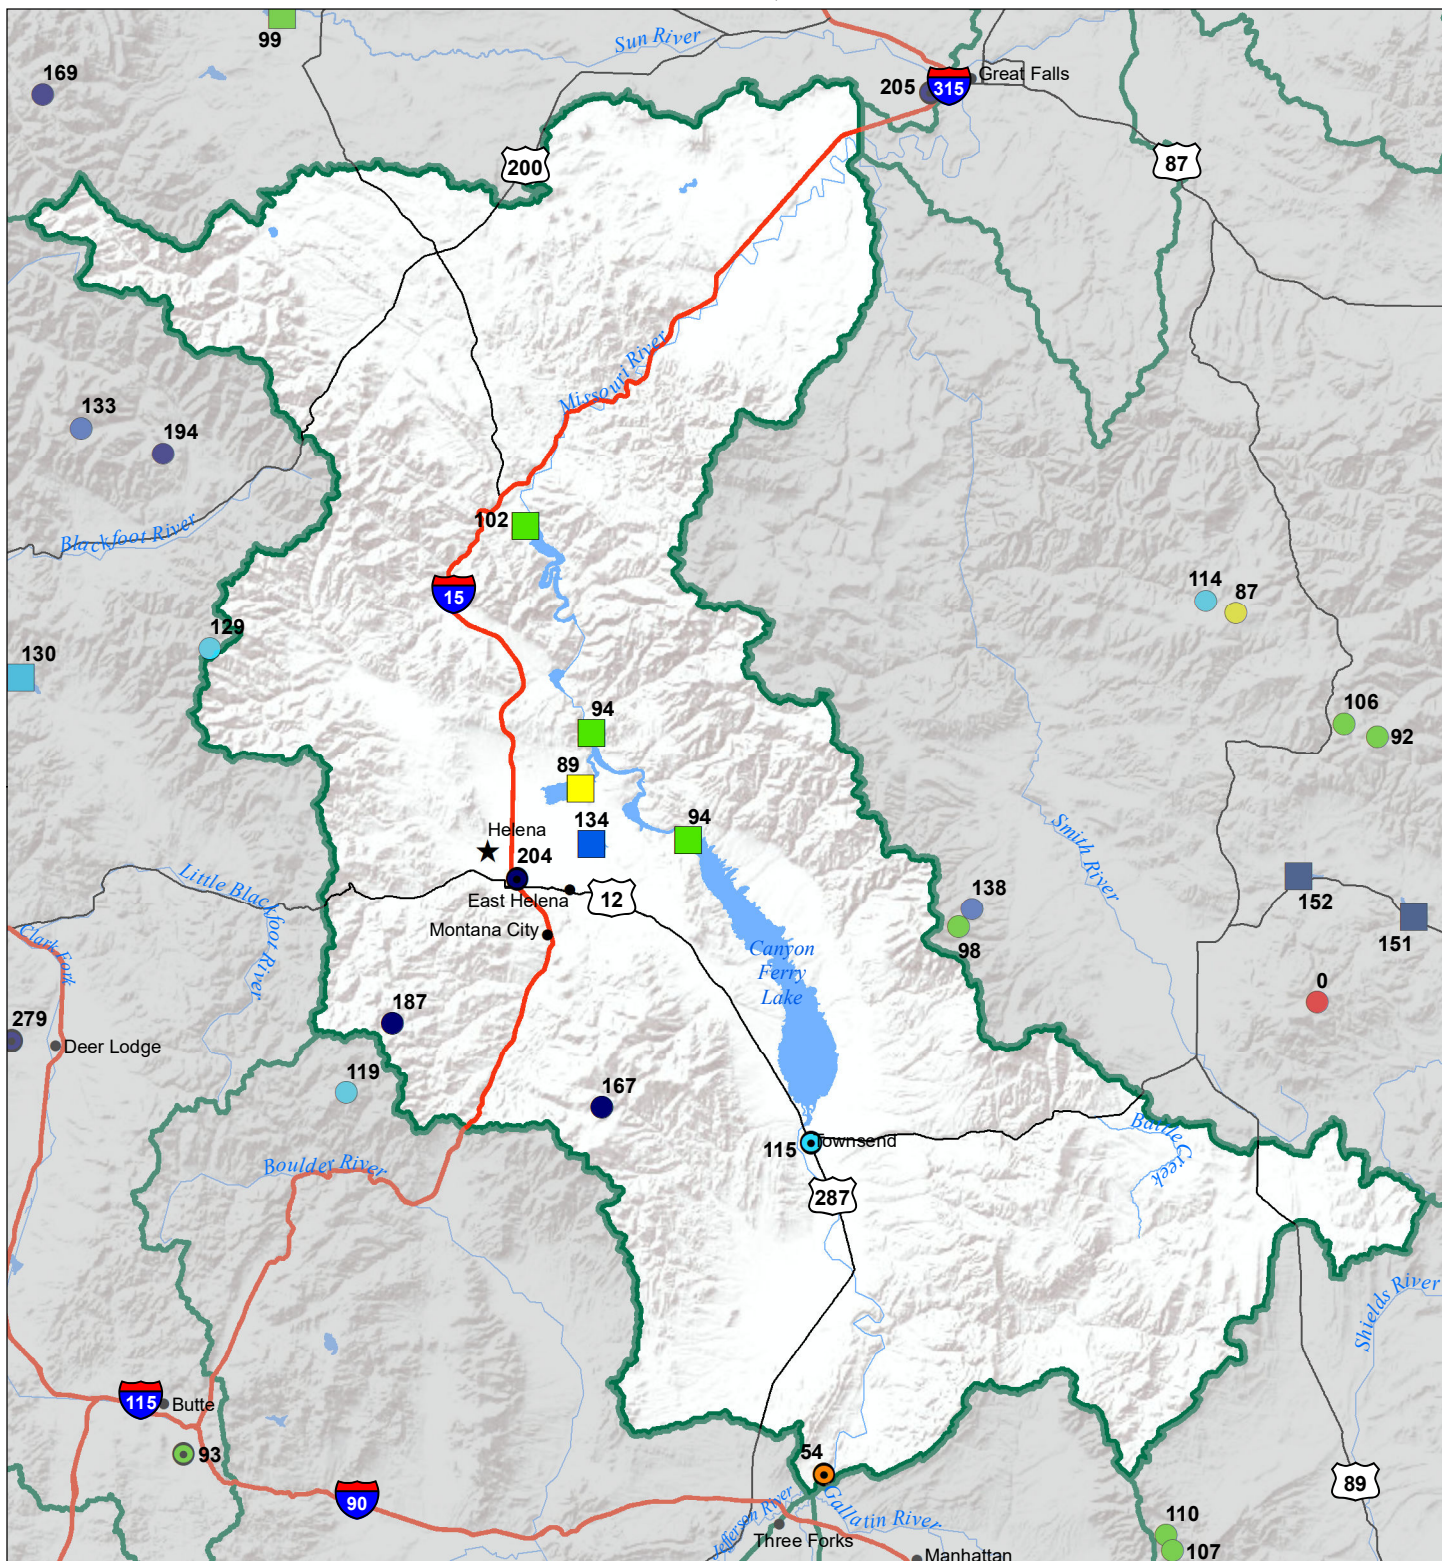 99
Sun River
169
205
315
Great Falls
200
87
Missouri River
133
194
102
Blackfoot River
15
114
87
129
130
94
106
92
89
134
94
Helena
204
Smith River
Little Blackfoot River
East Helena
12
152
138
Montana City
98
151
Clark Fork
Canyon
Ferry
Lake
0
187
279
Deer Lodge
119
167
Battle Creek
115
Townsend
Boulder River
287
Shields River
115
Butte
93
54
90
89
Jefferson River
Gallatin River
110
Three Forks
107
Manhattan